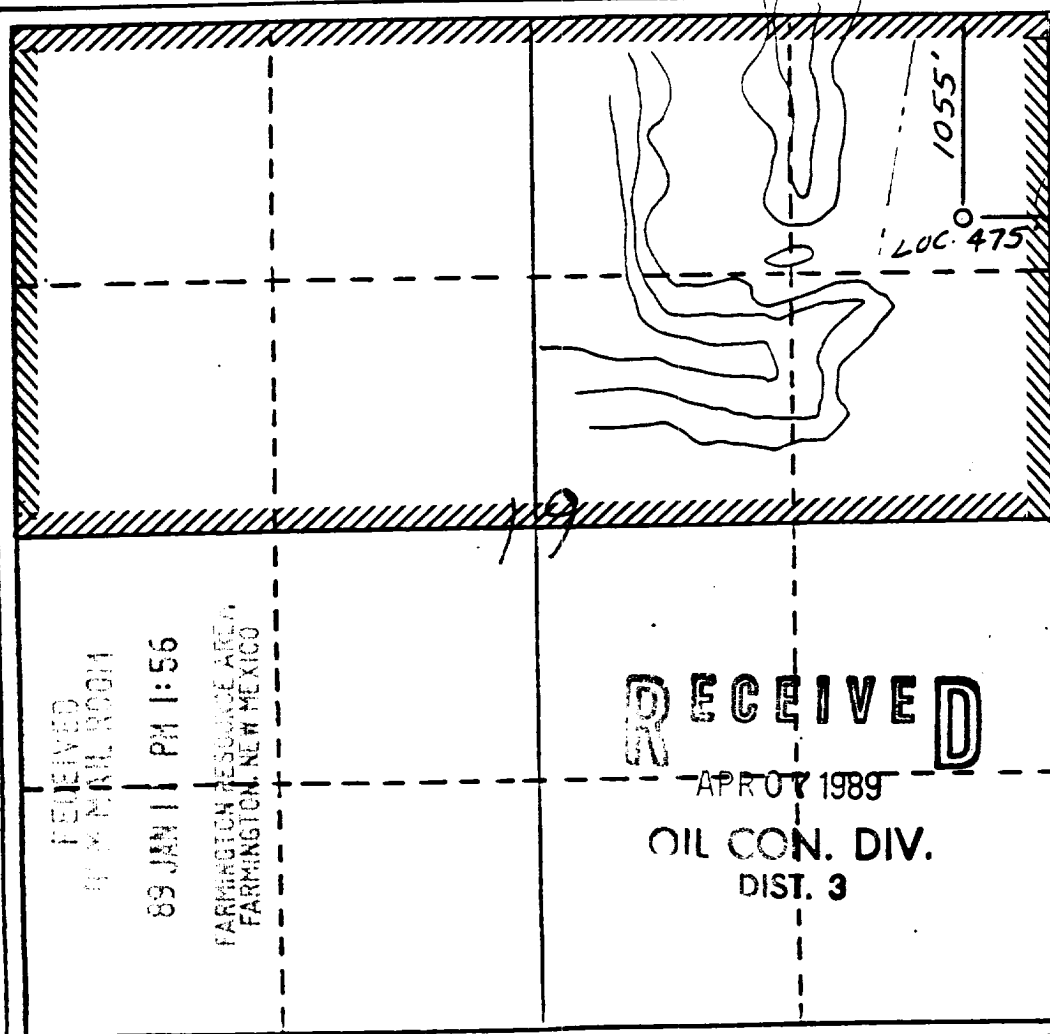 1055'
LOC. 475
19
RECEIVED
MAIL ROOM
89 JAN 11 PM 1:56
FARMINGTON RESOURCE AREA
FARMINGTON, NEW MEXICO
RECEIVED
APR 07 1989
OIL CON. DIV.
DIST. 3